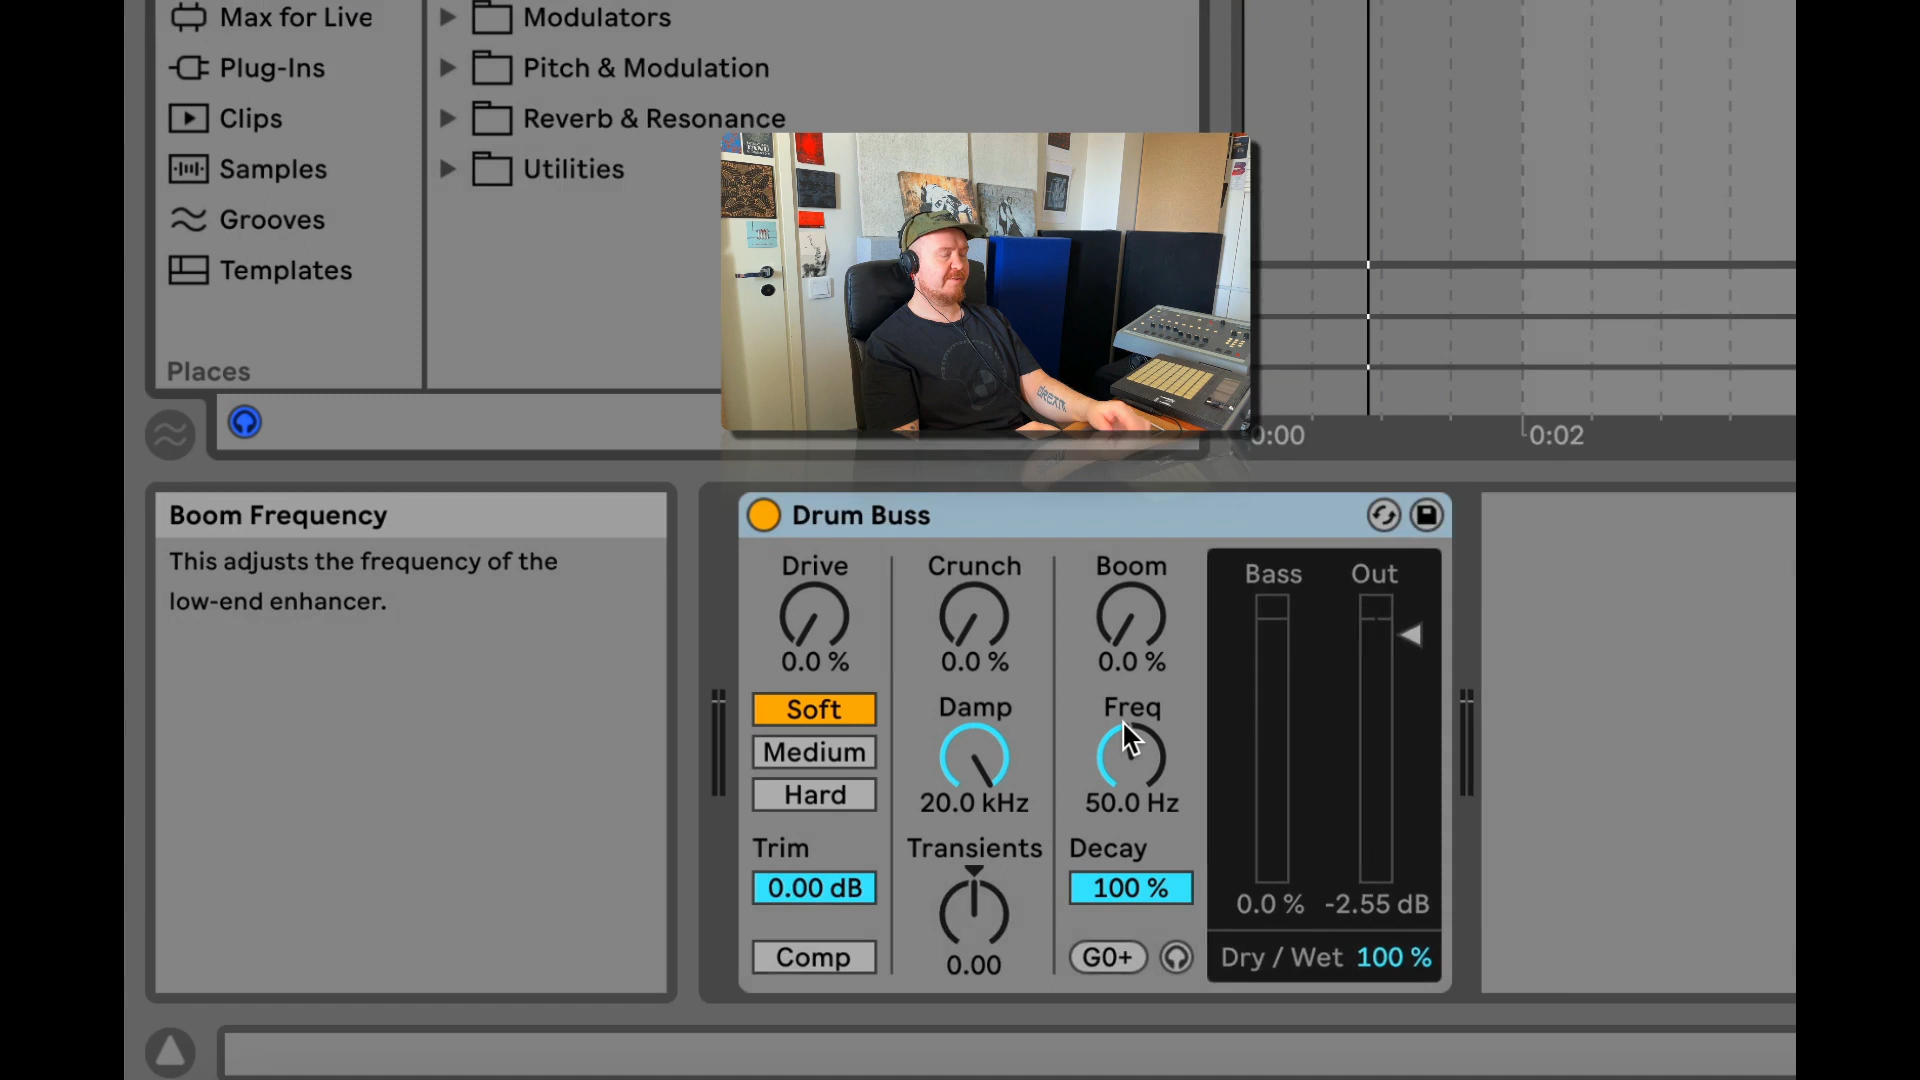 Max for Live
Plug-Ins
Clips
Samples
Grooves
Templates
Places
Modulators
Pitch & Modulation
Reverb & Resonance
Utilities
DREAM
0:00
0:02
Boom Frequency
This adjusts the frequency of the
low-end enhancer.
Drum Buss
Drive
0.0 %
Soft
Medium
Hard
Trim
0.00 dB
Comp
Crunch
0.0 %
Damp
20.0 kHz
Transients
0.00
Boom
0.0 %
Freq
50.0 Hz
Decay
100 %
G0+
Bass
Out
0.0 %
-2.55 dB
Dry / Wet 100 %